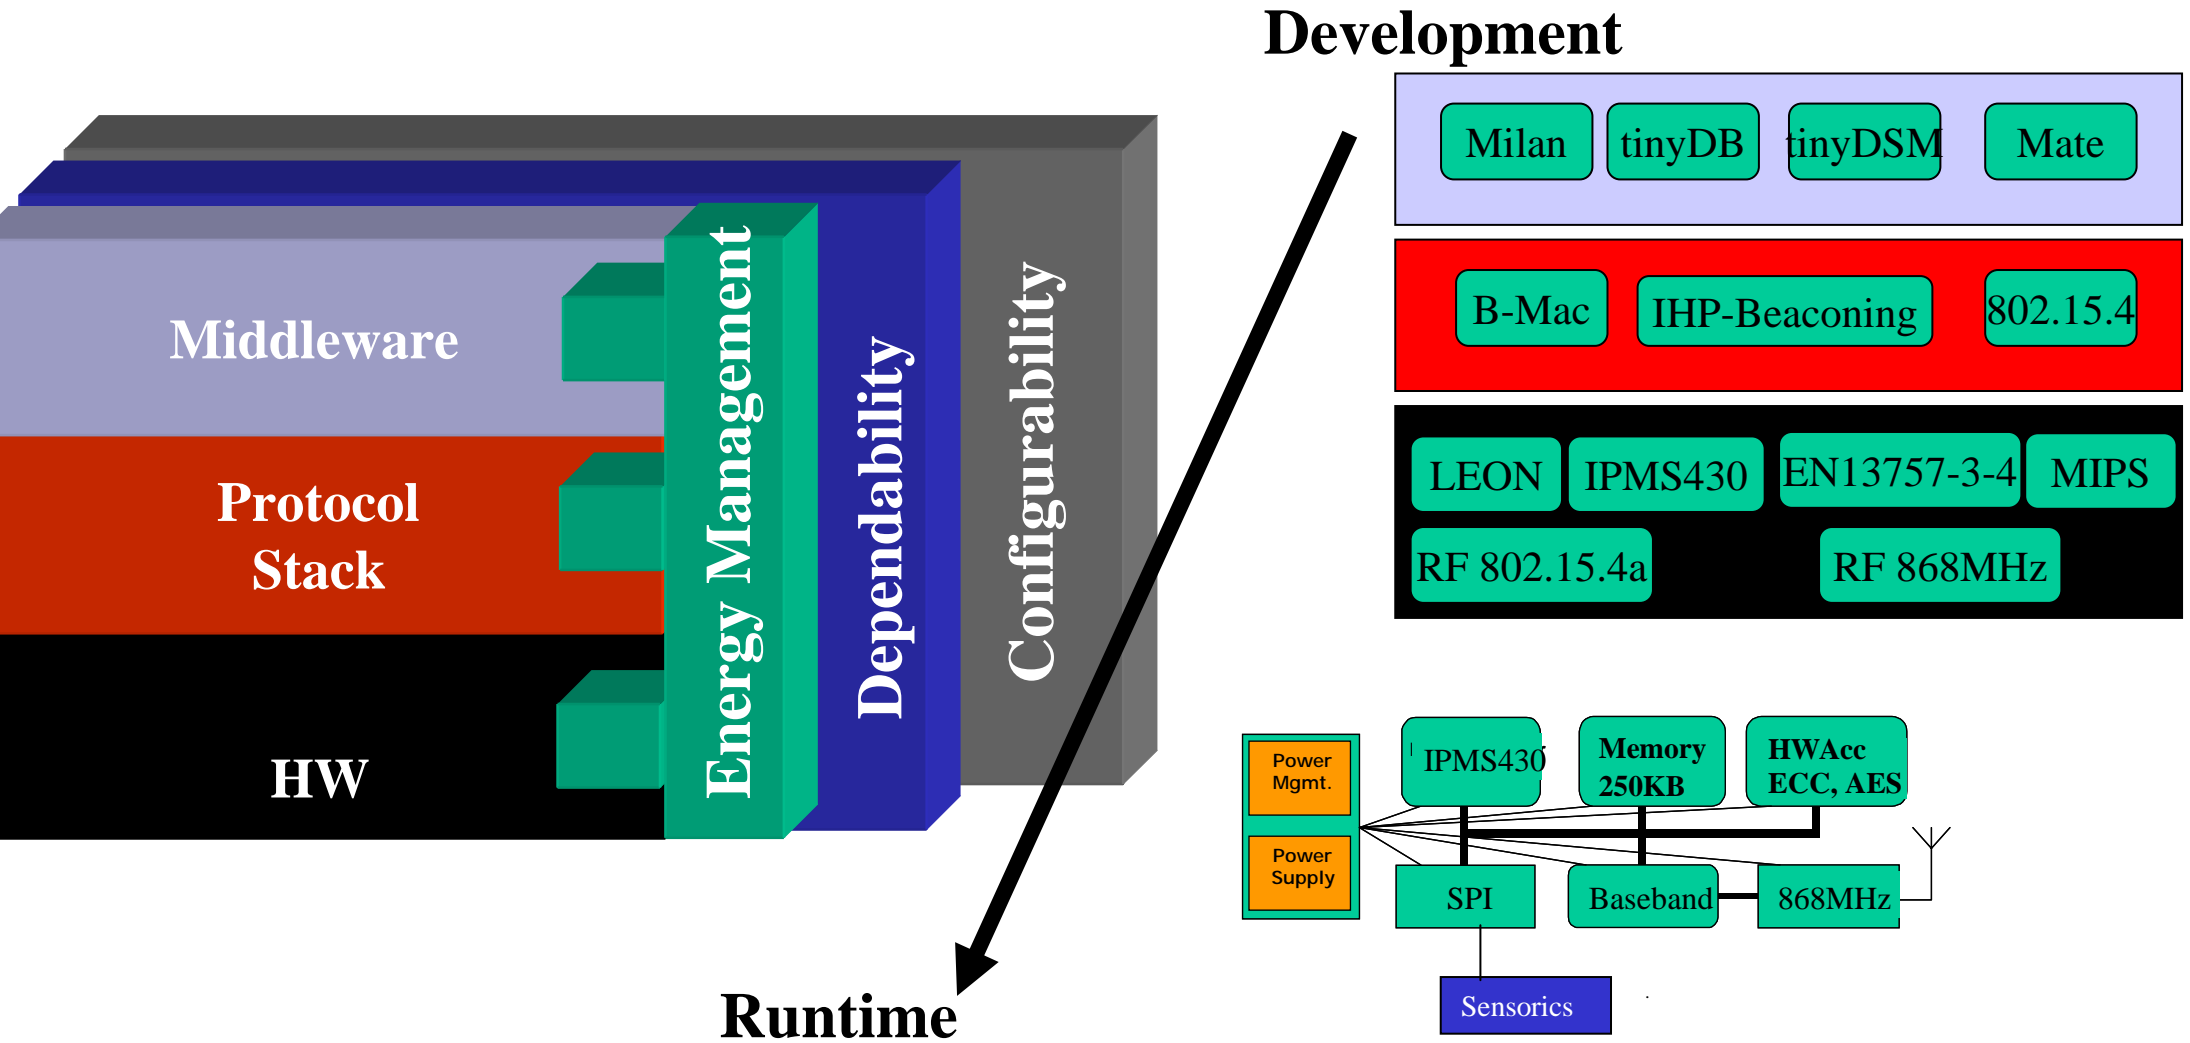 Development
Milan
tinyDB
tinyDSM
Mate
B-Mac
IHP-Beaconing
802.15.4
LEON
IPMS430
EN13757-3-4
MIPS
RF 802.15.4a
RF 868MHz
Middleware
Protocol
Stack
HW
Energy Management
Dependability
Configurability
Runtime
Power
Mgmt.
Power
Supply
IPMS430
Memory
250KB
HWAcc
ECC, AES
SPI
Baseband
868MHz
Sensorics